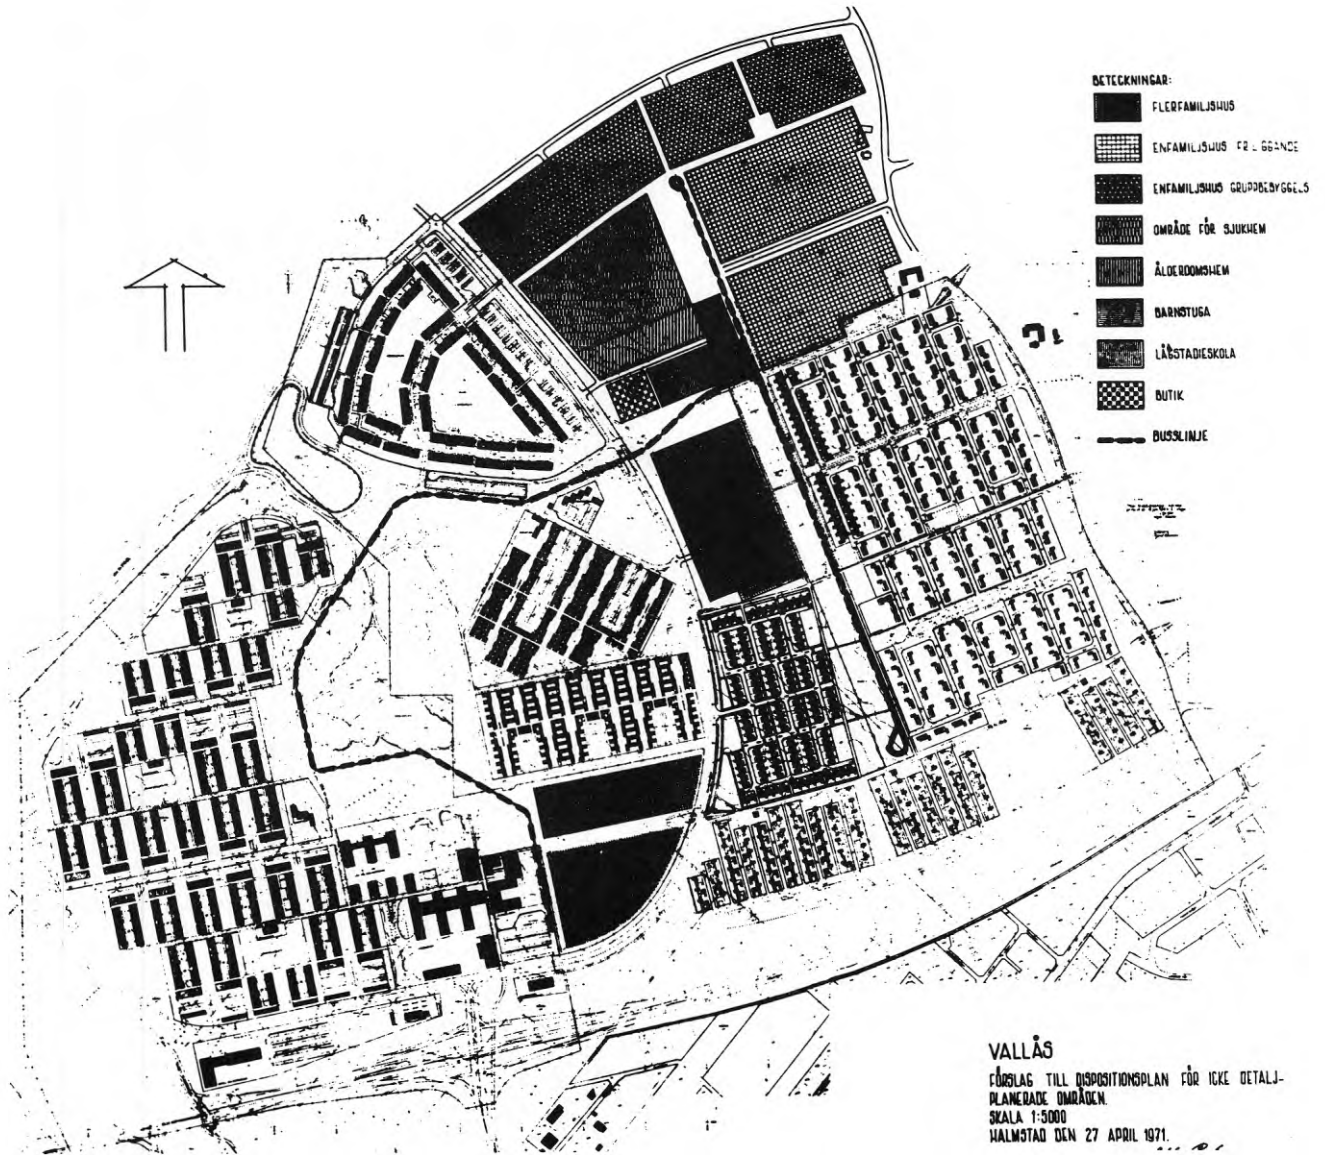 BETECKNINGAR:
FLERFAMILJSHUS
ENFAMILJSHUS
ENFAMILJSHUS GRUPPBEBYGGELS
OMRÅDE FÖR SJUKHEM
ÅLDERDOMSHEM
BARNSTUGA
LÅGSTADIESKOLA
BUTIK
BUSSLINJE
VALLÅS
FÖRSLAG TILL DISPOSITIONSPLAN FÖR ICKE DETALJ-
PLANERADE OMRÅDEN.
SKALA 1:5000
HALMSTAD DEN 27 APRIL 1971.